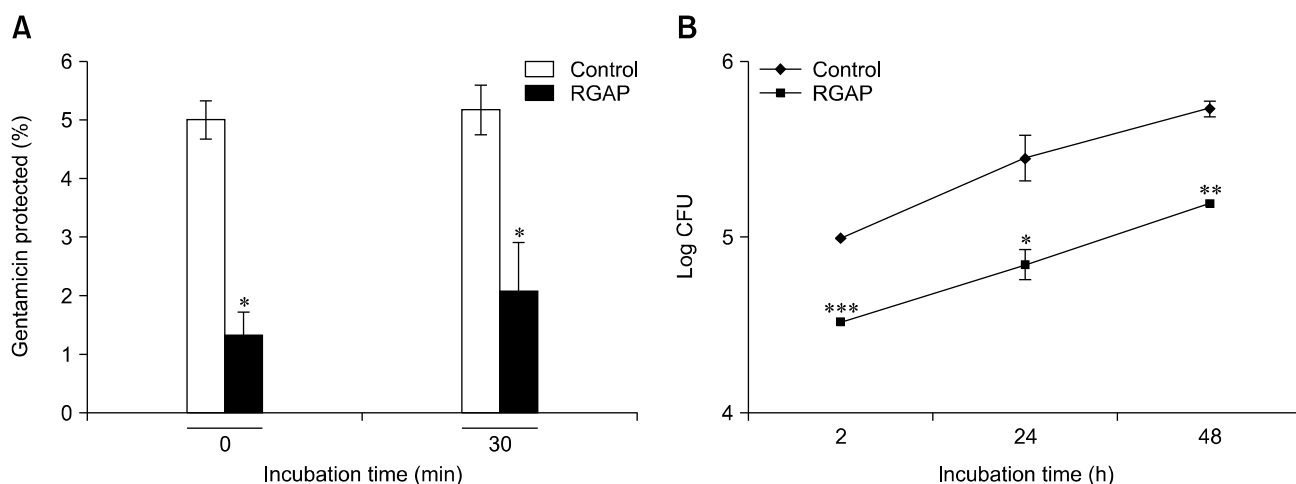 A
Gentamicin protected (%)
6
5
4
3
2
1
0
Control
RGAP
*
*
0
30
Incubation time (min)
B
Log CFU
6
5
4
Control
RGAP
***
*
**
2
24
48
Incubation time (h)